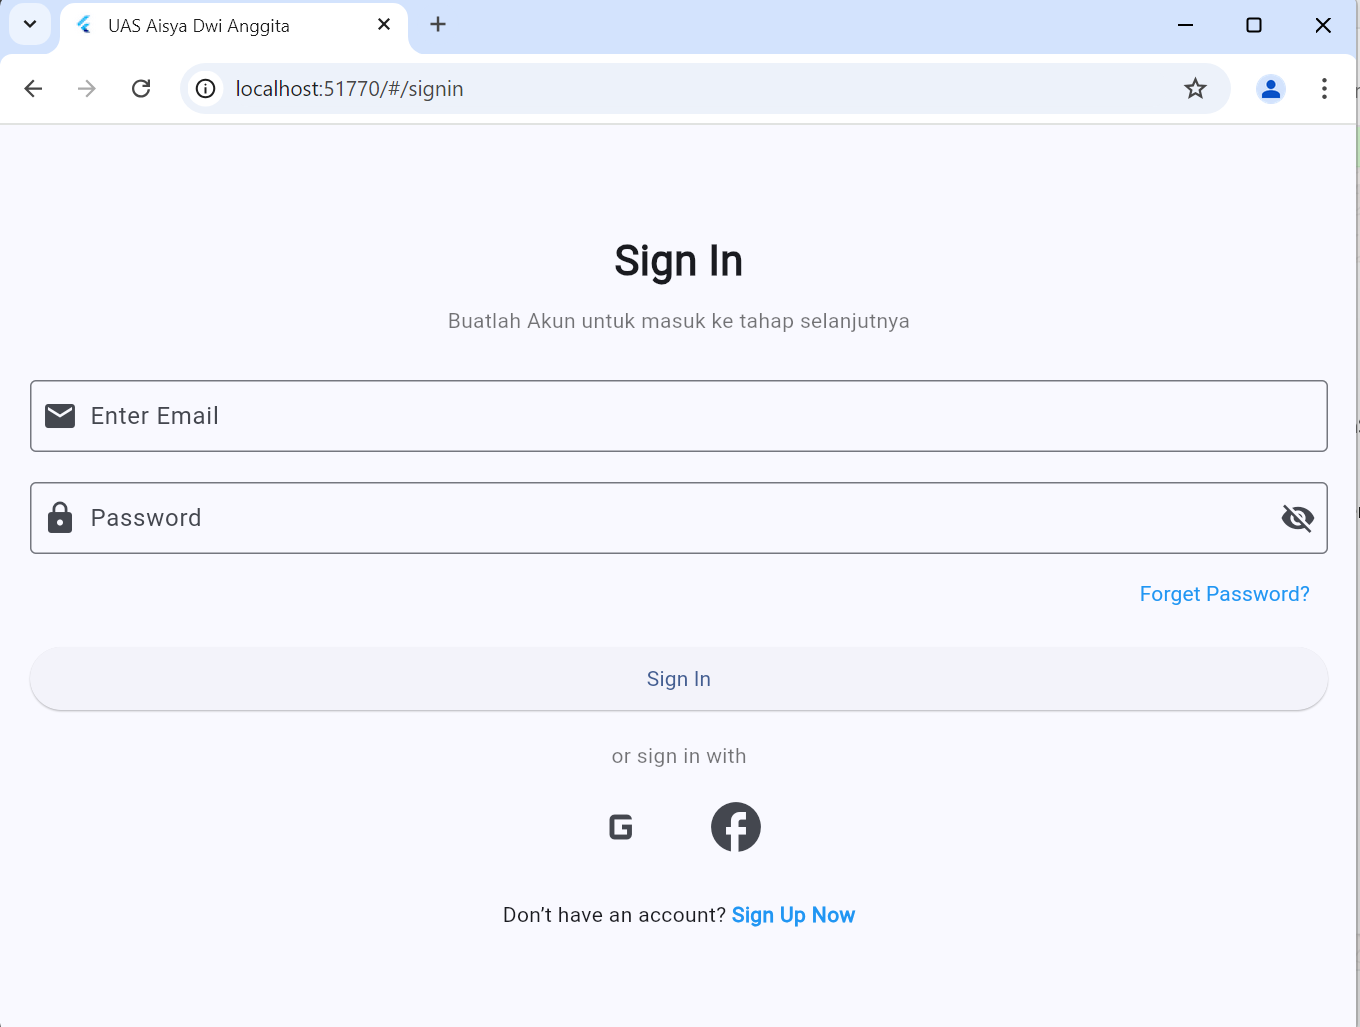 UAS Aisya Dwi Anggita
localhost:51770/#/signin
Sign In
Buatlah Akun untuk masuk ke tahap selanjutnya
Enter Email
Password
Forget Password?
Sign In
or sign in with
G
Don’t have an account? Sign Up Now